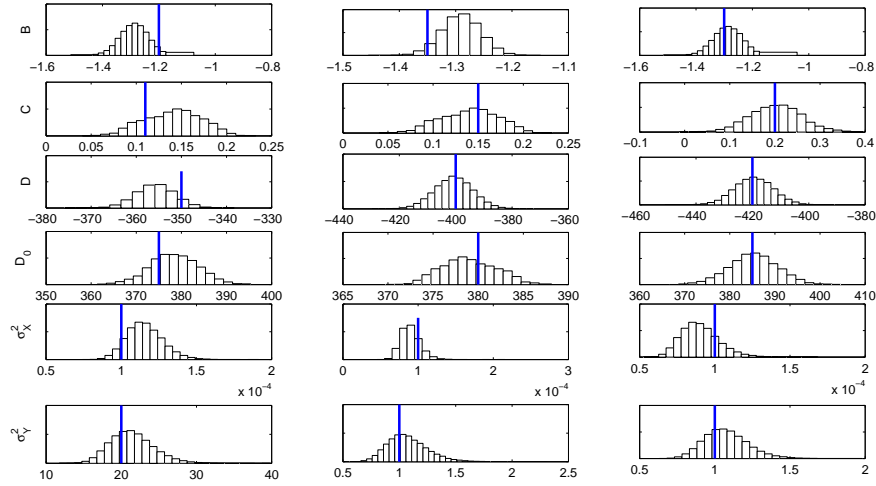 B
−1.6 −1.4 −1.2 −1 −0.8
−1.5 −1.4 −1.3 −1.2 −1.1
−1.6 −1.4 −1.2 −1 −0.8
C
0 0.05 0.1 0.15 0.2 0.25
0 0.05 0.1 0.15 0.2 0.25
−0.1 0 0.1 0.2 0.3 0.4
D
−380 −370 −360 −350 −340 −330
−440 −420 −400 −380 −360
−460 −440 −420 −400 −380
D₀
350 360 370 380 390 400
365 370 375 380 385 390
360 370 380 390 400 410
σ²X
0.5 1 1.5 2
x 10⁻⁴
0 1 2 3
x 10⁻⁴
0.5 1 1.5 2
x 10⁻⁴
σ²Y
10 20 30 40
0.5 1 1.5 2 2.5
0.5 1 1.5 2